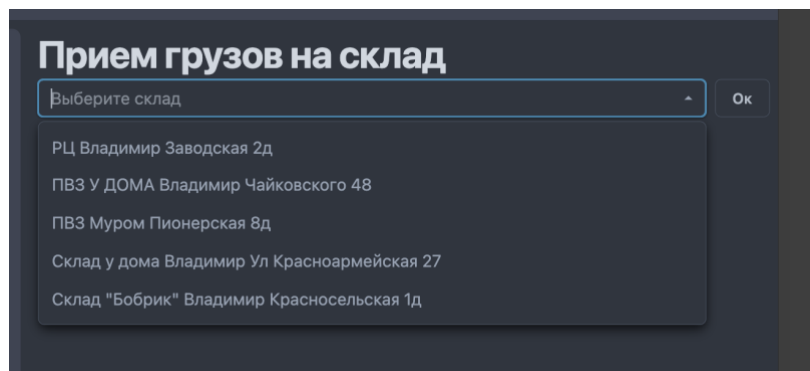 Прием грузов на склад
Выберите склад
Ок
РЦ Владимир Заводская 2д
ПВЗ У ДОМА Владимир Чайковского 48
ПВЗ Муром Пионерская 8д
Склад у дома Владимир Ул Красноармейская 27
Склад "Бобрик" Владимир Красносельская 1д